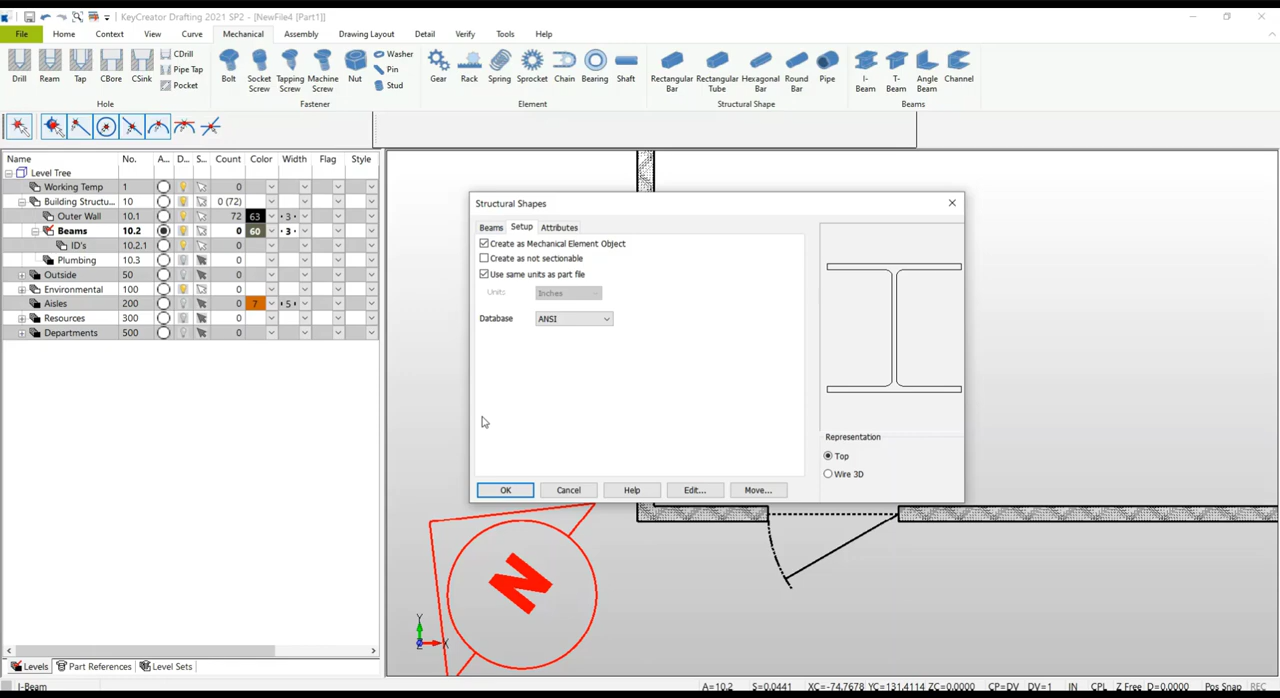 KeyCreator Drafting 2021 SP2 - [NewFile4 [Part1]]
File Home Context View Curve Mechanical Assembly Drawing Layout Detail Verify Tools Help
Drill Ream Tap CBore CSink CDrill Pipe Tap Pocket
Bolt Socket Screw Tapping Screw Machine Screw Nut Washer Pin Stud
Gear Rack Spring Sprocket Chain Bearing Shaft
Rectangular Bar Rectangular Tube Hexagonal Bar Round Bar Pipe
I-Beam T-Beam Angle Beam Channel
Hole Fastener Element Structural Shape Beams
Name No. A... D... S... Count Color Width Flag Style
Level Tree
Working Temp 1 0
Building Structu... 10 0 (72)
Outer Wall 10.1 72 63 3
Beams 10.2 0 60 3
ID's 10.2.1 0
Plumbing 10.3 0
Outside 50 0
Environmental 100 0
Aisles 200 0 7 5
Resources 300 0
Departments 500 0
Levels Part References Level Sets
Structural Shapes
Beams Setup Attributes
Create as Mechanical Element Object
Create as not sectionable
Use same units as part file
Units: Inches
Database ANSI
Representation
Top
Wire 3D
OK Cancel Help Edit... Move...
N
Y
X
I-Beam A=10.2 S=0.0441 XC=-74.7678 YC=131.4114 ZC=0.0000 CP=DV DV=1 IN CPL Z Free D=0.0000 Pos Snap REC